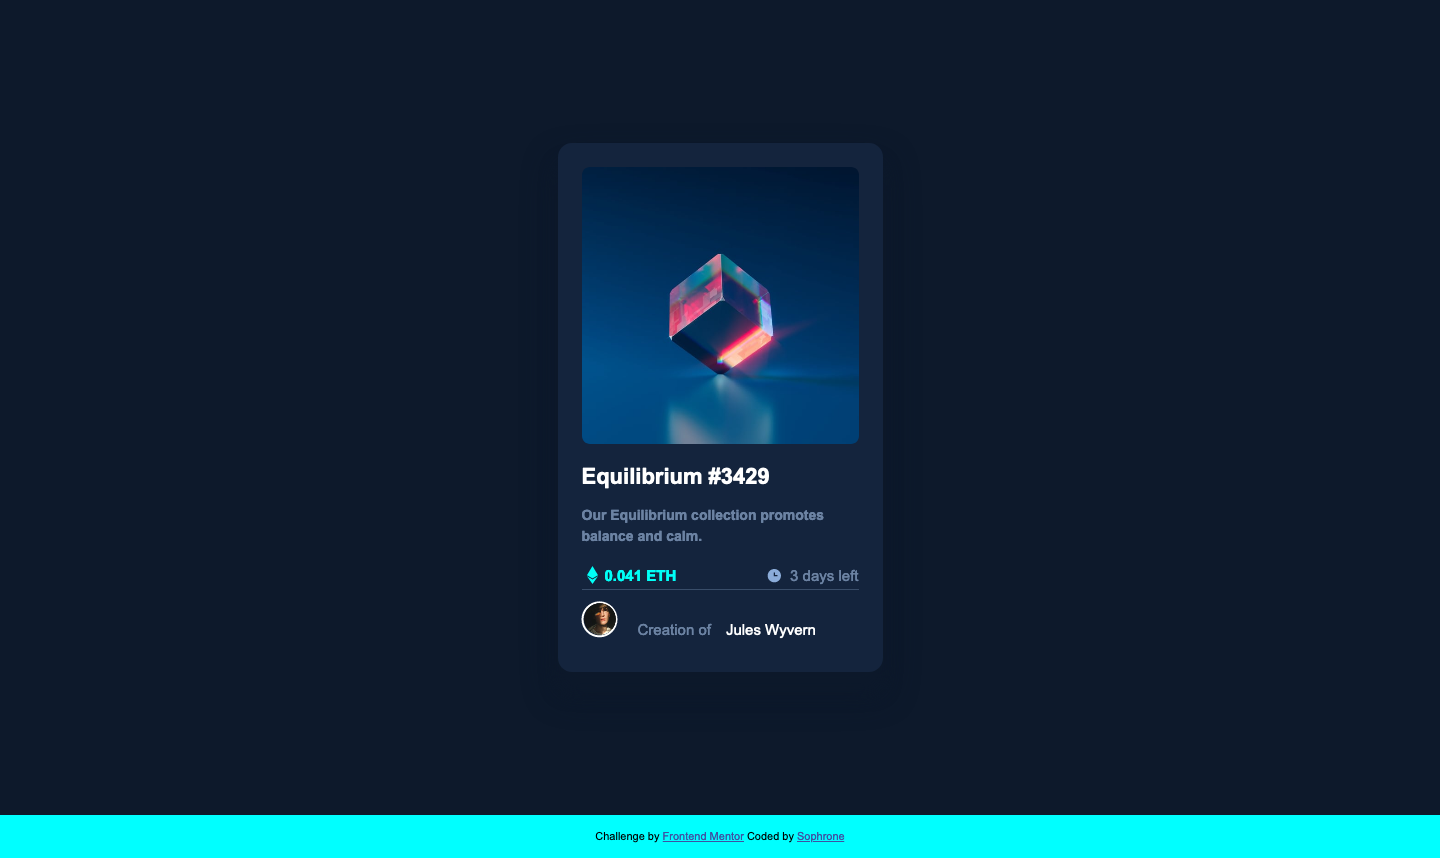 Equilibrium #3429
Our Equilibrium collection promotes
balance and calm.
0.041 ETH 3 days left
Creation of Jules Wyvern
Challenge by Frontend Mentor Coded by Sophrone